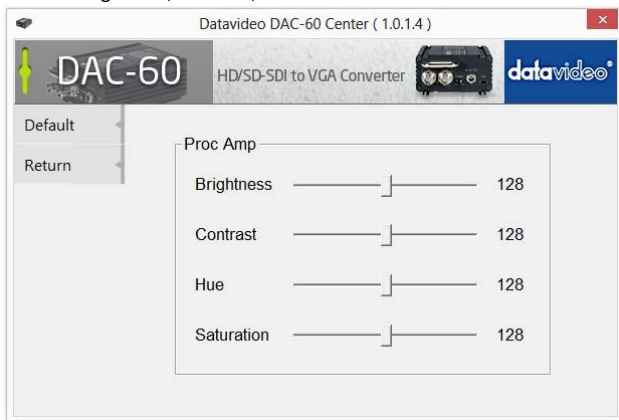 Datavideo DAC-60 Center ( 1.0.1.4 )
DAC-60 HD/SD-SDI to VGA Converter datavideo®
Default
Return
Proc Amp
Brightness 128
Contrast 128
Hue 128
Saturation 128